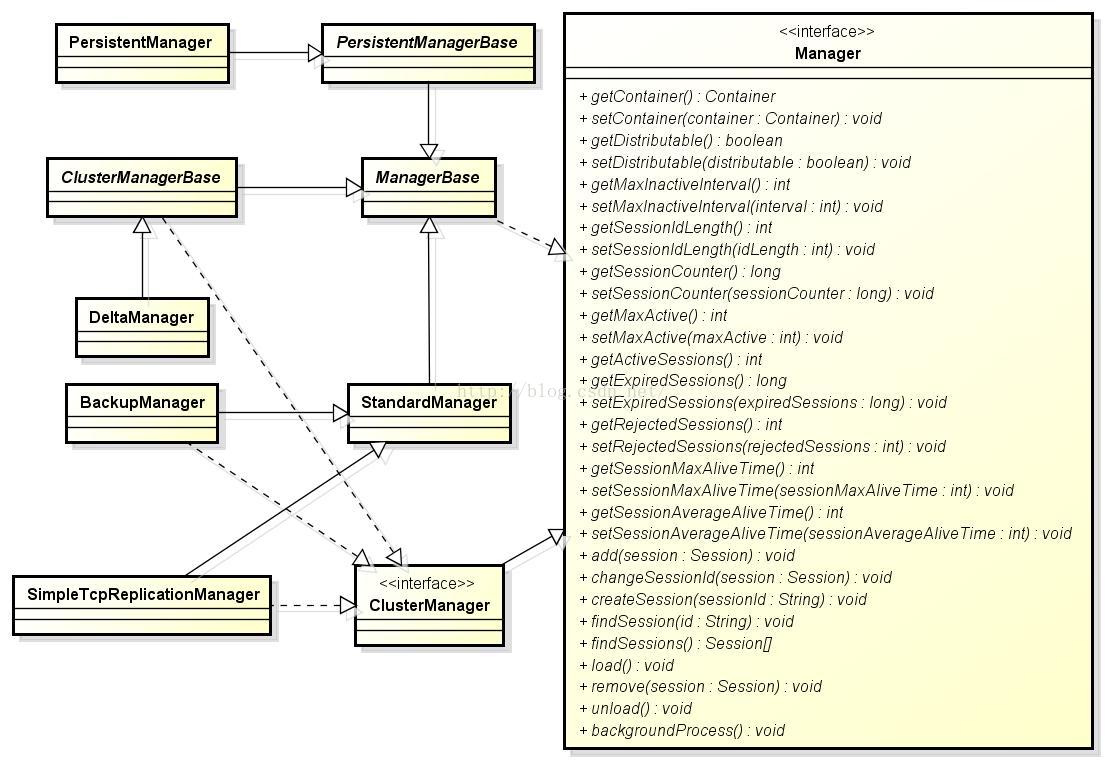 PersistentManager
PersistentManagerBase
ClusterManagerBase
ManagerBase
DeltaManager
BackupManager
StandardManager
http://blog.csdn.net/
SimpleTcpReplicationManager
<<interface>>
ClusterManager
<<interface>>
Manager
+ getContainer() : Container
+ setContainer(container : Container) : void
+ getDistributable() : boolean
+ setDistributable(distributable : boolean) : void
+ getMaxInactiveInterval() : int
+ setMaxInactiveInterval(interval : int) : void
+ getSessionIdLength() : int
+ setSessionIdLength(idLength : int) : void
+ getSessionCounter() : long
+ setSessionCounter(sessionCounter : long) : void
+ getMaxActive() : int
+ setMaxActive(maxActive : int) : void
+ getActiveSessions() : int
+ getExpiredSessions() : long
+ setExpiredSessions(expiredSessions : long) : void
+ getRejectedSessions() : int
+ setRejectedSessions(rejectedSessions : int) : void
+ getSessionMaxAliveTime() : int
+ setSessionMaxAliveTime(sessionMaxAliveTime : int) : void
+ getSessionAverageAliveTime() : int
+ setSessionAverageAliveTime(sessionAverageAliveTime : int) : void
+ add(session : Session) : void
+ changeSessionId(session : Session) : void
+ createSession(sessionId : String) : void
+ findSession(id : String) : void
+ findSessions() : Session[]
+ load() : void
+ remove(session : Session) : void
+ unload() : void
+ backgroundProcess() : void